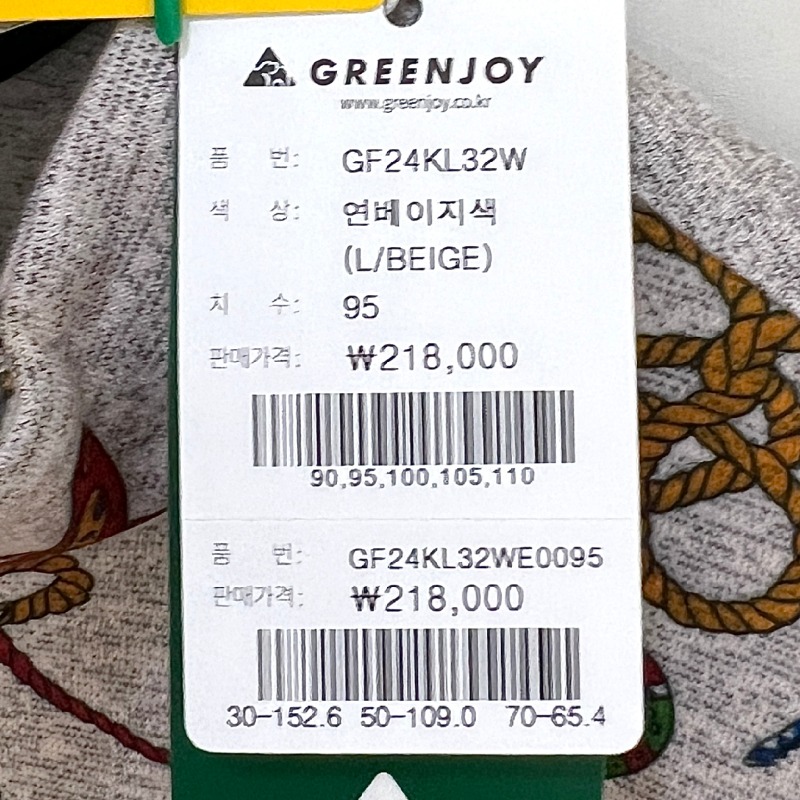 GREENJOY
www.greenjoy.co.kr
품 번: GF24KL32W
색 상: 연베이지색
(L/BEIGE)
치 수: 95
판매가격: ₩218,000
90,95,100,105,110
품 번: GF24KL32WE0095
판매가격: ₩218,000
30-152.6 50-109.0 70-65.4